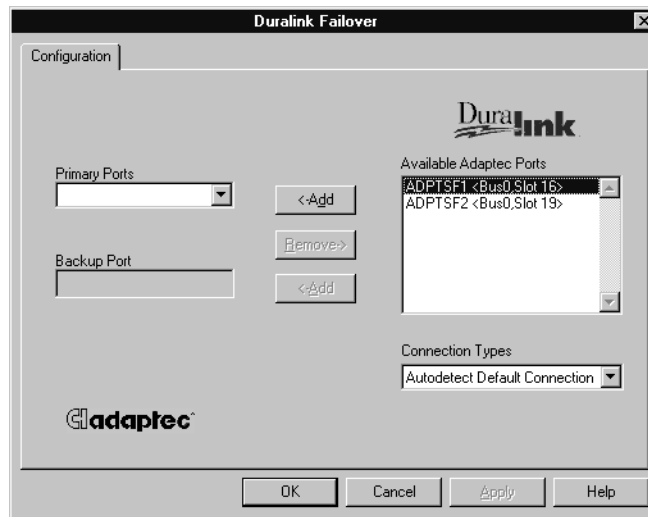 Duralink Failover
Configuration
Duralink
Primary Ports
<-Add
Remove->
Backup Port
<-Add
Available Adaptec Ports
ADPTSF1 <Bus0,Slot 16>
ADPTSF2 <Bus0,Slot 19>
Connection Types
Autodetect Default Connection
adaptec
OK
Cancel
Apply
Help